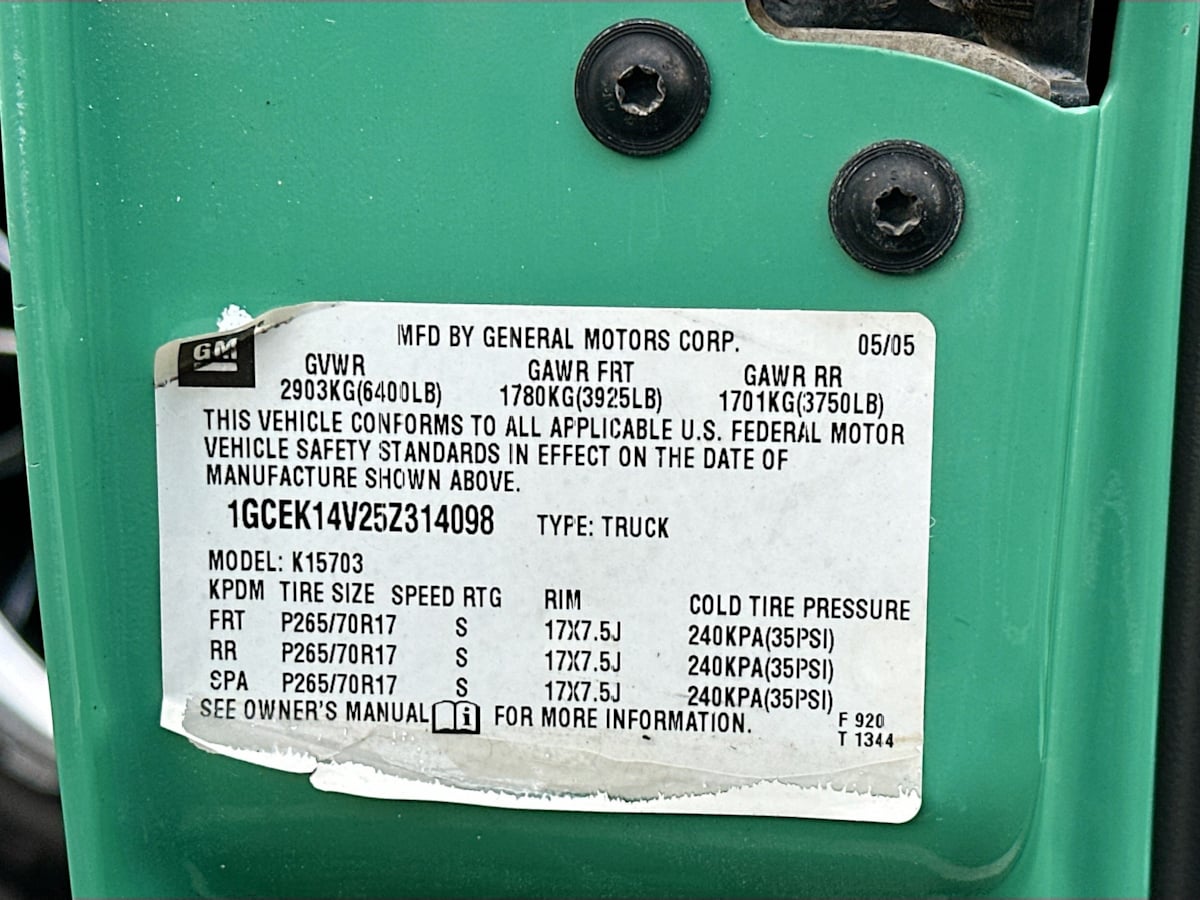 GM
MFD BY GENERAL MOTORS CORP. 05/05
GVWR GAWR FRT GAWR RR
2903KG(6400LB) 1780KG(3925LB) 1701KG(3750LB)
THIS VEHICLE CONFORMS TO ALL APPLICABLE U.S. FEDERAL MOTOR
VEHICLE SAFETY STANDARDS IN EFFECT ON THE DATE OF
MANUFACTURE SHOWN ABOVE.
1GCEK14V25Z314098 TYPE: TRUCK
MODEL: K15703
KPDM TIRE SIZE SPEED RTG RIM COLD TIRE PRESSURE
FRT P265/70R17 S 17X7.5J 240KPA(35PSI)
RR P265/70R17 S 17X7.5J 240KPA(35PSI)
SPA P265/70R17 S 17X7.5J 240KPA(35PSI)
SEE OWNER'S MANUAL i FOR MORE INFORMATION.
F 920
T 1344